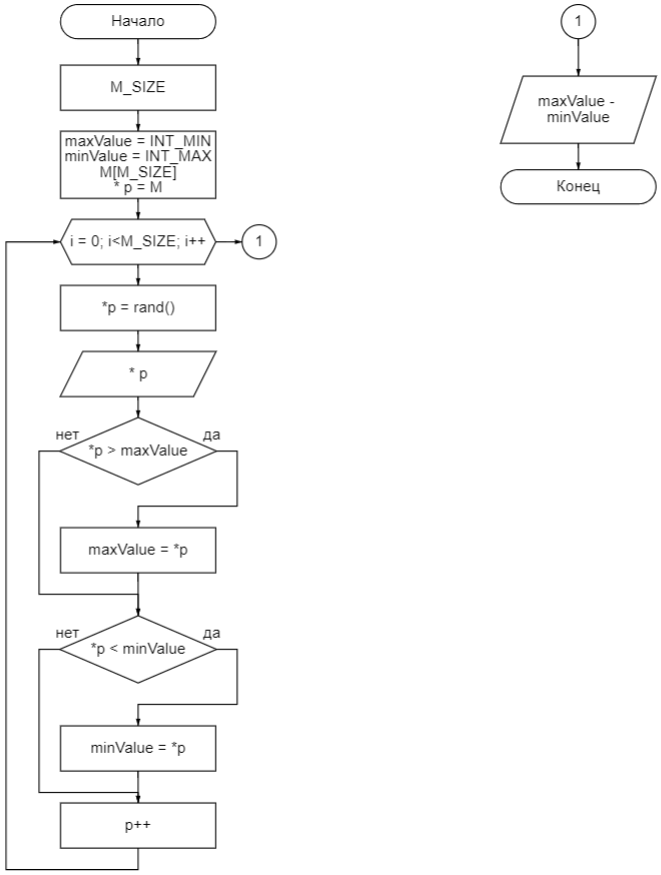 Начало
M_SIZE
maxValue = INT_MIN
minValue = INT_MAX
M[M_SIZE]
* p = M
i = 0; i<M_SIZE; i++
1
*p = rand()
* p
нет
да
*p > maxValue
maxValue = *p
нет
да
*p < minValue
minValue = *p
p++
1
maxValue -
minValue
Конец